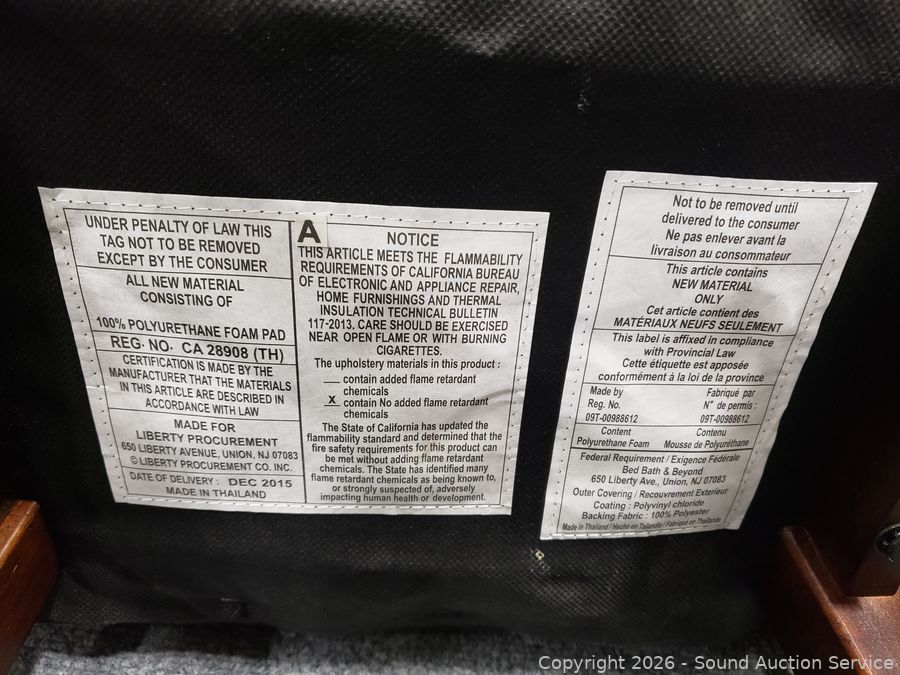 UNDER PENALTY OF LAW THIS
TAG NOT TO BE REMOVED
EXCEPT BY THE CONSUMER
ALL NEW MATERIAL
CONSISTING OF
100% POLYURETHANE FOAM PAD
REG. NO. CA 28908 (TH)
CERTIFICATION IS MADE BY THE
MANUFACTURER THAT THE MATERIALS
IN THIS ARTICLE ARE DESCRIBED IN
ACCORDANCE WITH LAW
MADE FOR
LIBERTY PROCUREMENT
650 LIBERTY AVENUE, UNION, NJ 07083
© LIBERTY PROCUREMENT CO. INC.
DATE OF DELIVERY : DEC 2015
MADE IN THAILAND
A
NOTICE
THIS ARTICLE MEETS THE FLAMMABILITY
REQUIREMENTS OF CALIFORNIA BUREAU
OF ELECTRONIC AND APPLIANCE REPAIR,
HOME FURNISHINGS AND THERMAL
INSULATION TECHNICAL BULLETIN
117-2013. CARE SHOULD BE EXERCISED
NEAR OPEN FLAME OR WITH BURNING
CIGARETTES.
The upholstery materials in this product :
___ contain added flame retardant
chemicals
X contain No added flame retardant
chemicals
The State of California has updated the
flammability standard and determined that the
fire safety requirements for this product can
be met without adding flame retardant
chemicals. The State has identified many
flame retardant chemicals as being known to,
or strongly suspected of, adversely
impacting human health or development.
Not to be removed until
delivered to the consumer
Ne pas enlever avant la
livraison au consommateur
This article contains
NEW MATERIAL
ONLY
Cet article contient des
MATÉRIAUX NEUFS SEULEMENT
This label is affixed in compliance
with Provincial Law
Cette étiquette est apposée
conformément à la loi de la province
Made by Fabriqué par
Reg. No. N° de permis :
09T-00988612 09T-00988612
Content Contenu
Polyurethane Foam Mousse de Polyuréthane
Federal Requirement / Exigence Fédérale
Bed Bath & Beyond
650 Liberty Ave., Union, NJ 07083
Outer Covering / Recouvrement Exterieur
Coating : Polyvinyl chloride
Backing Fabric : 100% Polyester
Made in Thailand / Hecho en Tailandia / Fabriqué en Thaïlande
Copyright © 2026 - Sound Auction Service